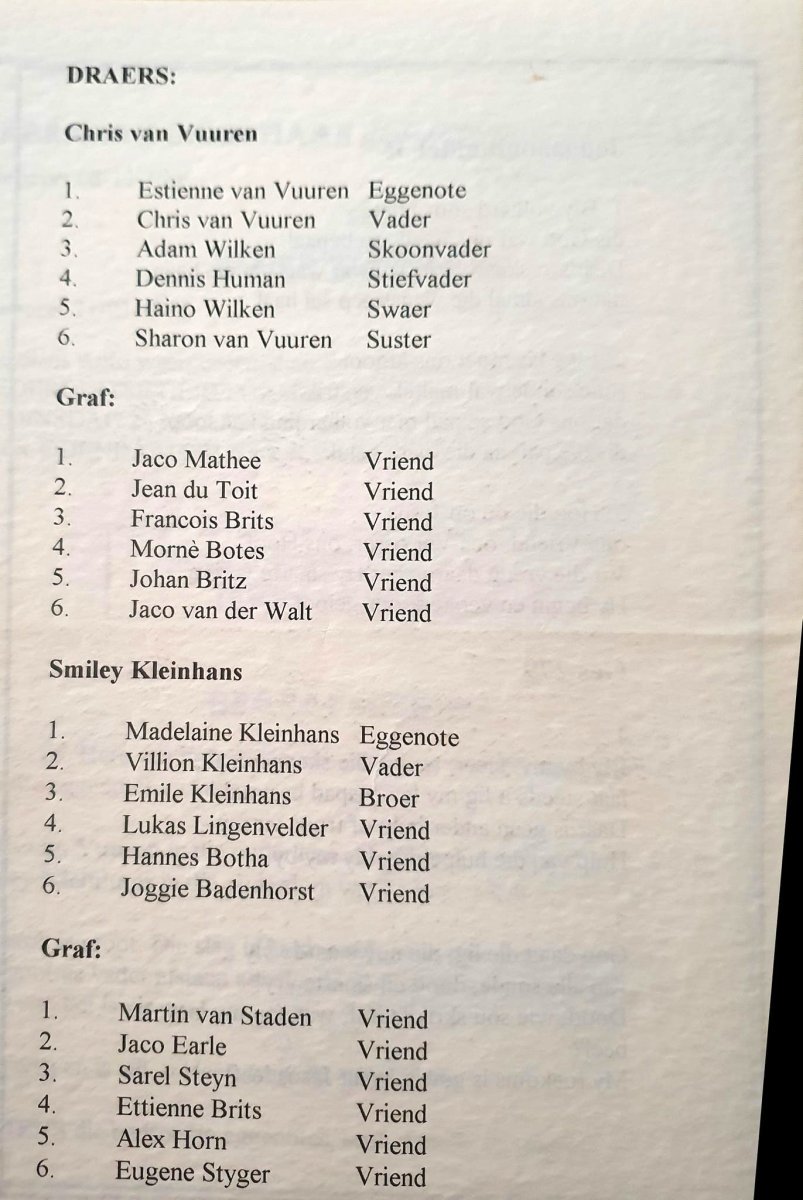 DRAERS:
Chris van Vuuren
1. Estienne van Vuuren Eggenote
2. Chris van Vuuren Vader
3. Adam Wilken Skoonvader
4. Dennis Human Stiefvader
5. Haino Wilken Swaer
6. Sharon van Vuuren Suster
Graf:
1. Jaco Mathee Vriend
2. Jean du Toit Vriend
3. Francois Brits Vriend
4. Mornè Botes Vriend
5. Johan Britz Vriend
6. Jaco van der Walt Vriend
Smiley Kleinhans
1. Madelaine Kleinhans Eggenote
2. Villion Kleinhans Vader
3. Emile Kleinhans Broer
4. Lukas Lingenvelder Vriend
5. Hannes Botha Vriend
6. Joggie Badenhorst Vriend
Graf:
1. Martin van Staden Vriend
2. Jaco Earle Vriend
3. Sarel Steyn Vriend
4. Ettienne Brits Vriend
5. Alex Horn Vriend
6. Eugene Styger Vriend